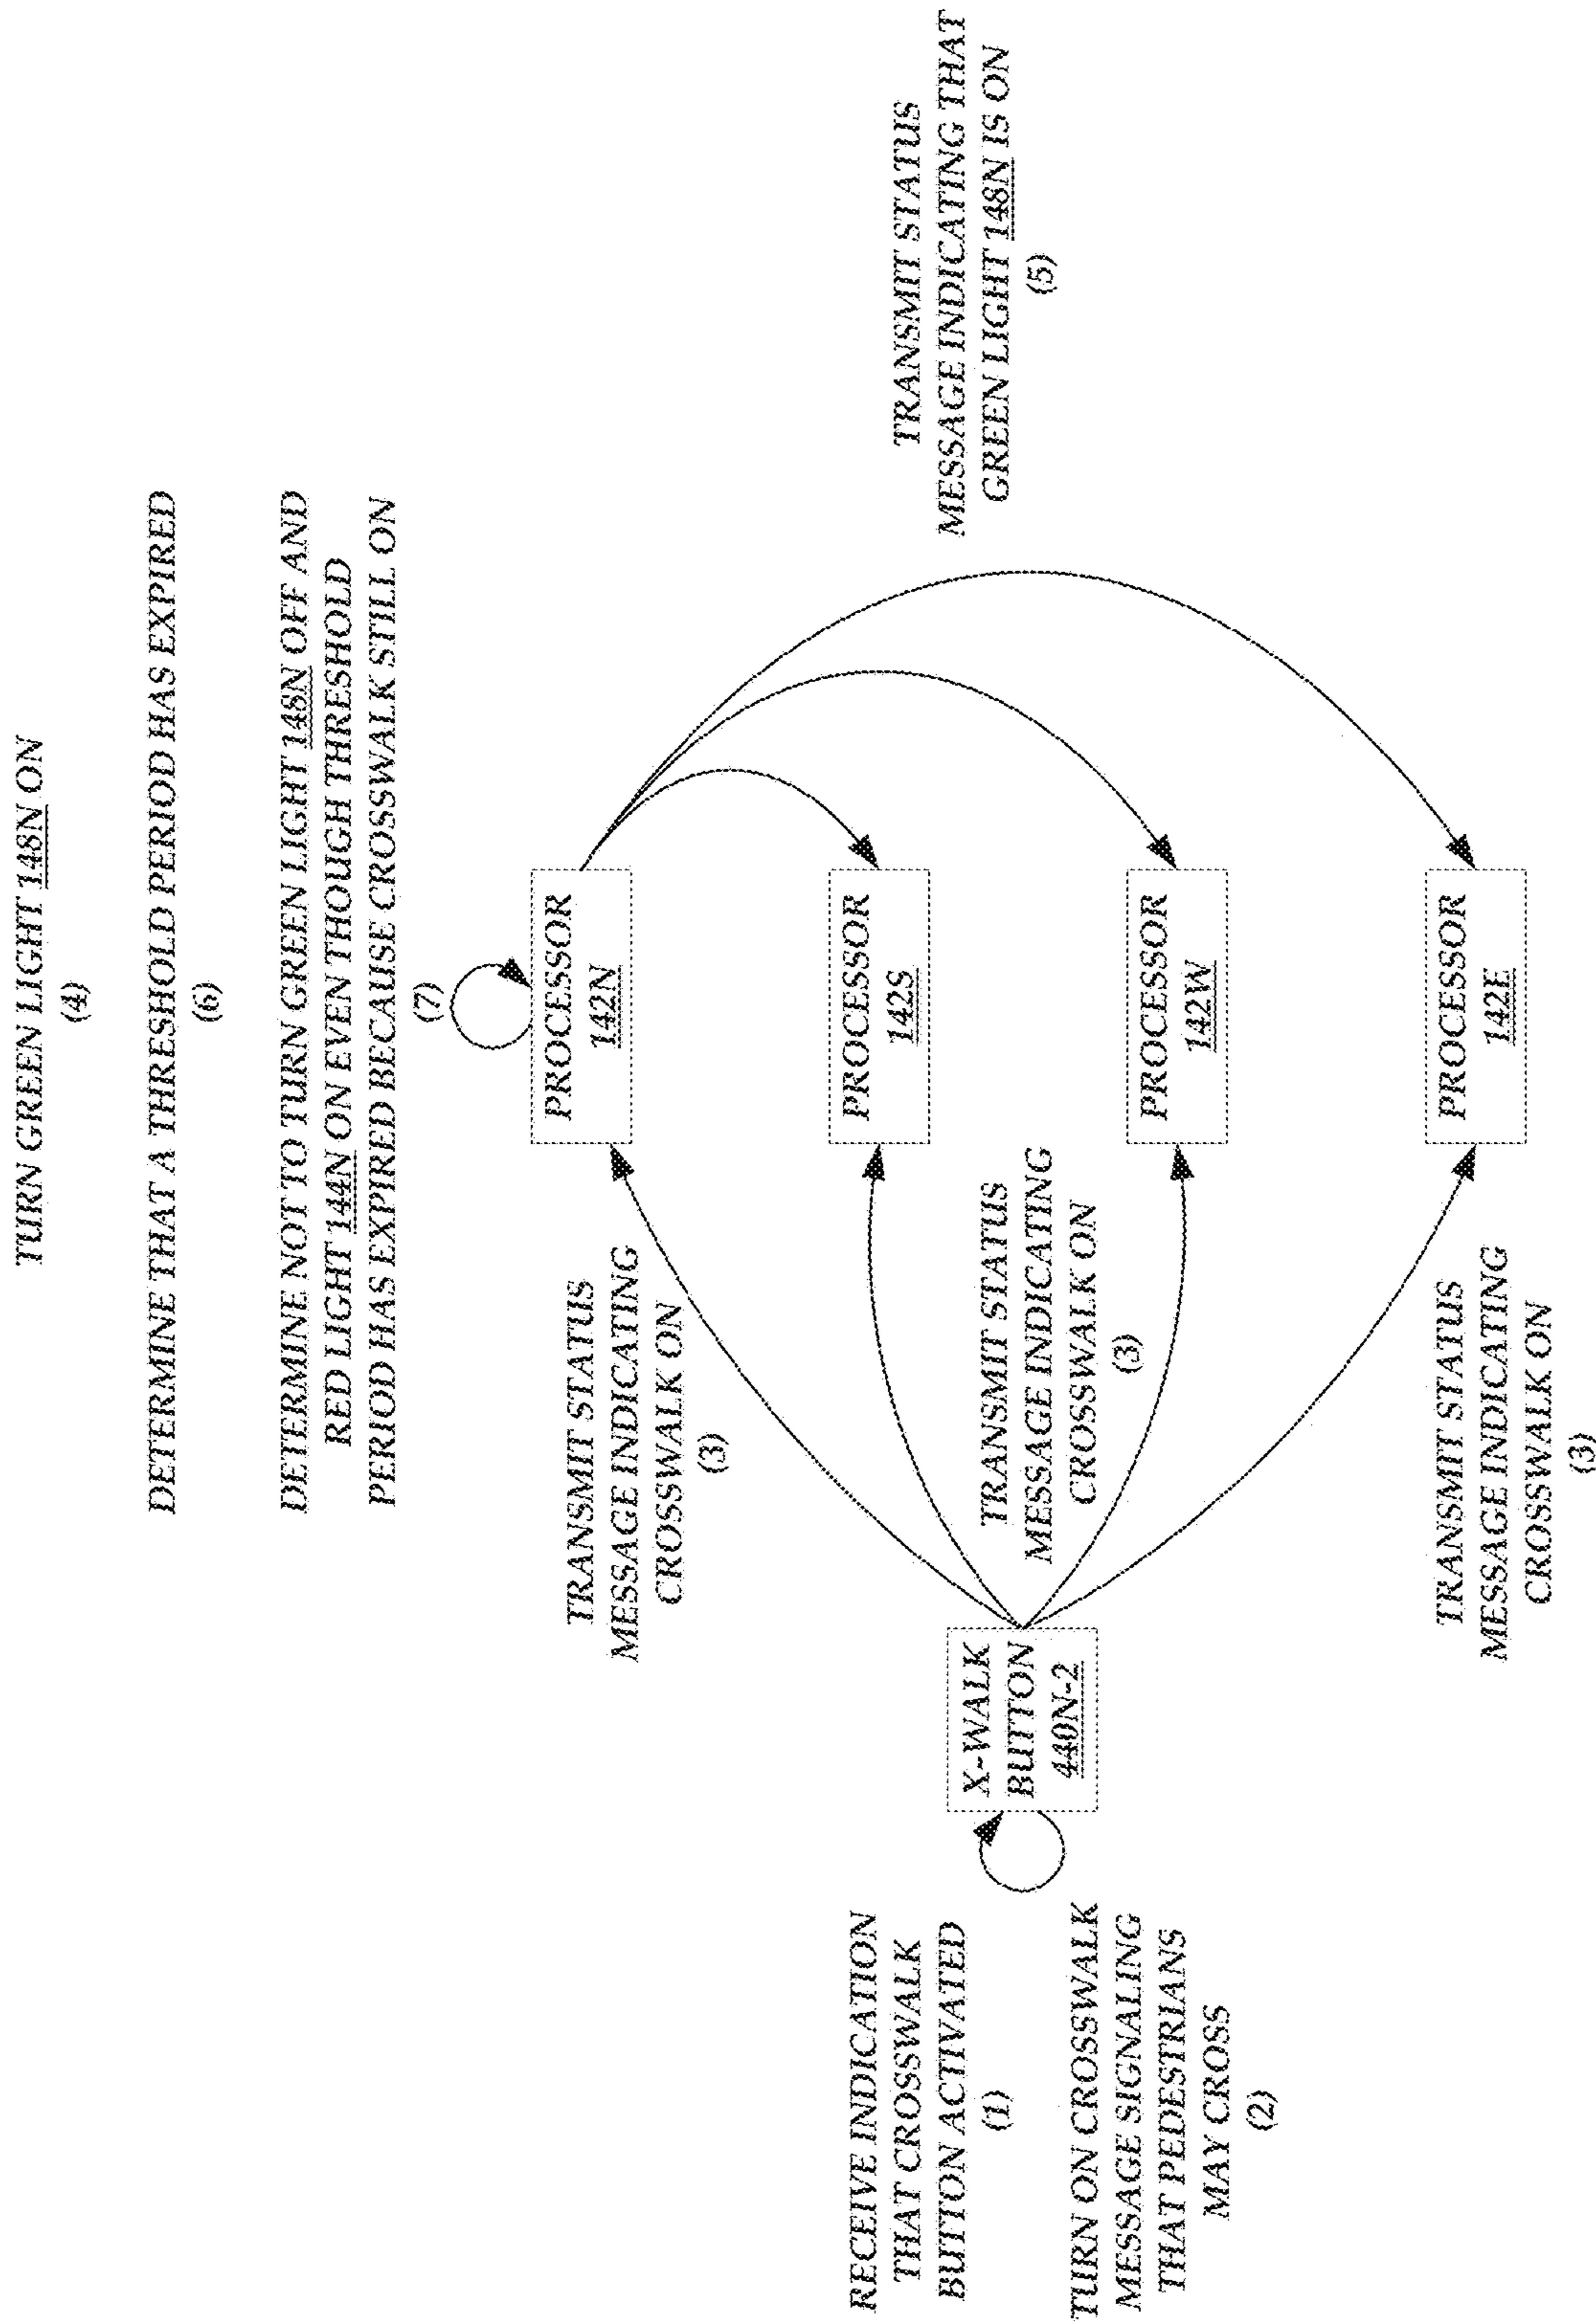 TURN GREEN LIGHT 148N ON
(4)
DETERMINE THAT A THRESHOLD PERIOD HAS EXPIRED
(6)
DETERMINE NOT TO TURN GREEN LIGHT 148N OFF AND
RED LIGHT 144N ON EVEN THOUGH THRESHOLD
PERIOD HAS EXPIRED BECAUSE CROSSWALK STILL ON
(7)
TRANSMIT STATUS
MESSAGE INDICATING
CROSSWALK ON
(3)
PROCESSOR
142N
PROCESSOR
142S
TRANSMIT STATUS
MESSAGE INDICATING THAT
GREEN LIGHT 148N IS ON
(5)
RECEIVE INDICATION
THAT CROSSWALK
BUTTON ACTIVATED
(1)
X-WALK
BUTTON
440N-2
TRANSMIT STATUS
MESSAGE INDICATING
CROSSWALK ON
(3)
TURN ON CROSSWALK
MESSAGE SIGNALING
THAT PEDESTRIANS
MAY CROSS
(2)
PROCESSOR
142W
TRANSMIT STATUS
MESSAGE INDICATING
CROSSWALK ON
(3)
PROCESSOR
142E